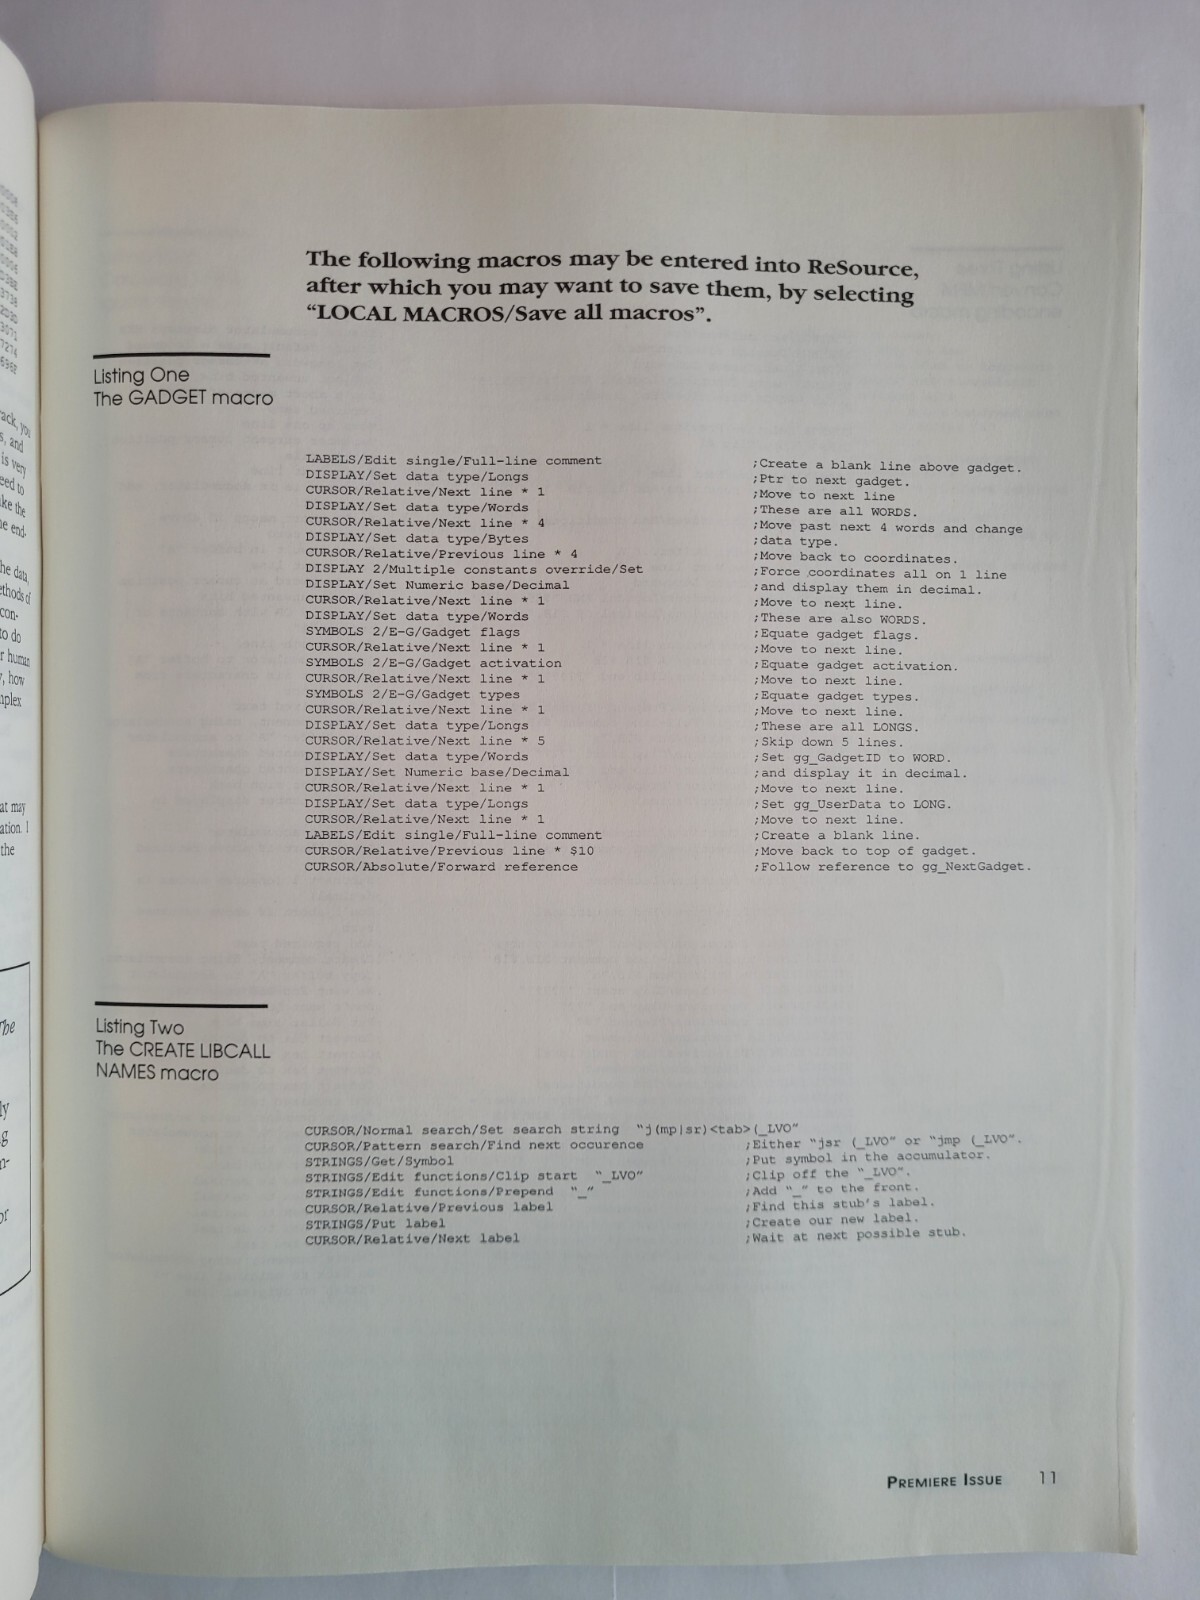 The following macros may be entered into ReSource,
after which you may want to save them, by selecting
“LOCAL MACROS/Save all macros”.
Listing One
The GADGET macro
LABELS/Edit single/Full-line comment ;Create a blank line above gadget.
DISPLAY/Set data type/Longs ;Ptr to next gadget.
CURSOR/Relative/Next line * 1 ;Move to next line
DISPLAY/Set data type/Words ;These are all WORDS.
CURSOR/Relative/Next line * 4 ;Move past next 4 words and change
DISPLAY/Set data type/Bytes ;data type.
CURSOR/Relative/Previous line * 4 ;Move back to coordinates.
DISPLAY 2/Multiple constants override/Set ;Force coordinates all on 1 line
DISPLAY/Set Numeric base/Decimal ;and display them in decimal.
CURSOR/Relative/Next line * 1 ;Move to next line.
DISPLAY/Set data type/Words ;These are also WORDS.
SYMBOLS 2/E-G/Gadget flags ;Equate gadget flags.
CURSOR/Relative/Next line * 1 ;Move to next line.
SYMBOLS 2/E-G/Gadget activation ;Equate gadget activation.
CURSOR/Relative/Next line * 1 ;Move to next line.
SYMBOLS 2/E-G/Gadget types ;Equate gadget types.
CURSOR/Relative/Next line * 1 ;Move to next line.
DISPLAY/Set data type/Longs ;These are all LONGS.
CURSOR/Relative/Next line * 5 ;Skip down 5 lines.
DISPLAY/Set data type/Words ;Set gg_GadgetID to WORD.
DISPLAY/Set Numeric base/Decimal ;and display it in decimal.
CURSOR/Relative/Next line * 1 ;Move to next line.
DISPLAY/Set data type/Longs ;Set gg_UserData to LONG.
CURSOR/Relative/Next line * 1 ;Move to next line.
LABELS/Edit single/Full-line comment ;Create a blank line.
CURSOR/Relative/Previous line * $10 ;Move back to top of gadget.
CURSOR/Absolute/Forward reference ;Follow reference to gg_NextGadget.
Listing Two
The CREATE LIBCALL
NAMES macro
CURSOR/Normal search/Set search string “j(mp|sr)<tab>(_LVO”
CURSOR/Pattern search/Find next occurence ;Either “jsr (_LVO” or “jmp (_LVO”.
STRINGS/Get/Symbol ;Put symbol in the accumulator.
STRINGS/Edit functions/Clip start “_LVO” ;Clip off the “_LVO”.
STRINGS/Edit functions/Prepend “_” ;Add “_” to the front.
CURSOR/Relative/Previous label ;Find this stub’s label.
STRINGS/Put label ;Create our new label.
CURSOR/Relative/Next label ;Wait at next possible stub.
PREMIERE ISSUE 11